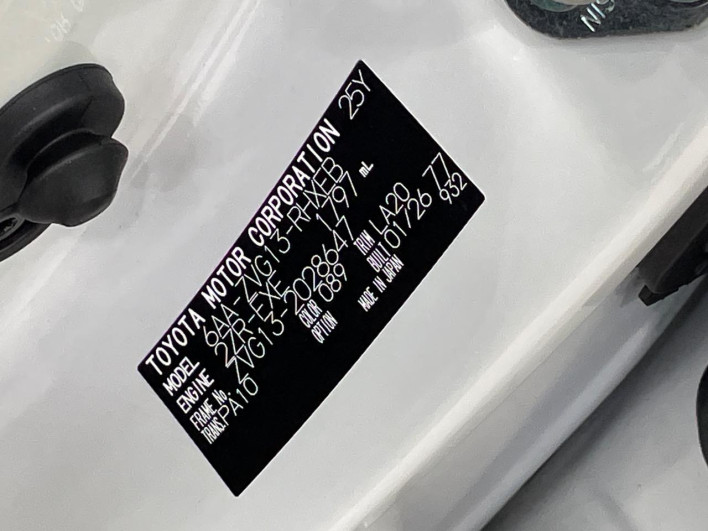 TOYOTA MOTOR CORPORATION 25Y
MODEL 6AA-ZVG13-RHXEB
ENGINE 2ZR-EXE 1797 mL
FRAME No. ZVG13-2028647
TRANS. PA10 COLOR 089 TRIM LA20
OPTION BUILT 01/26 77
MADE IN JAPAN 932